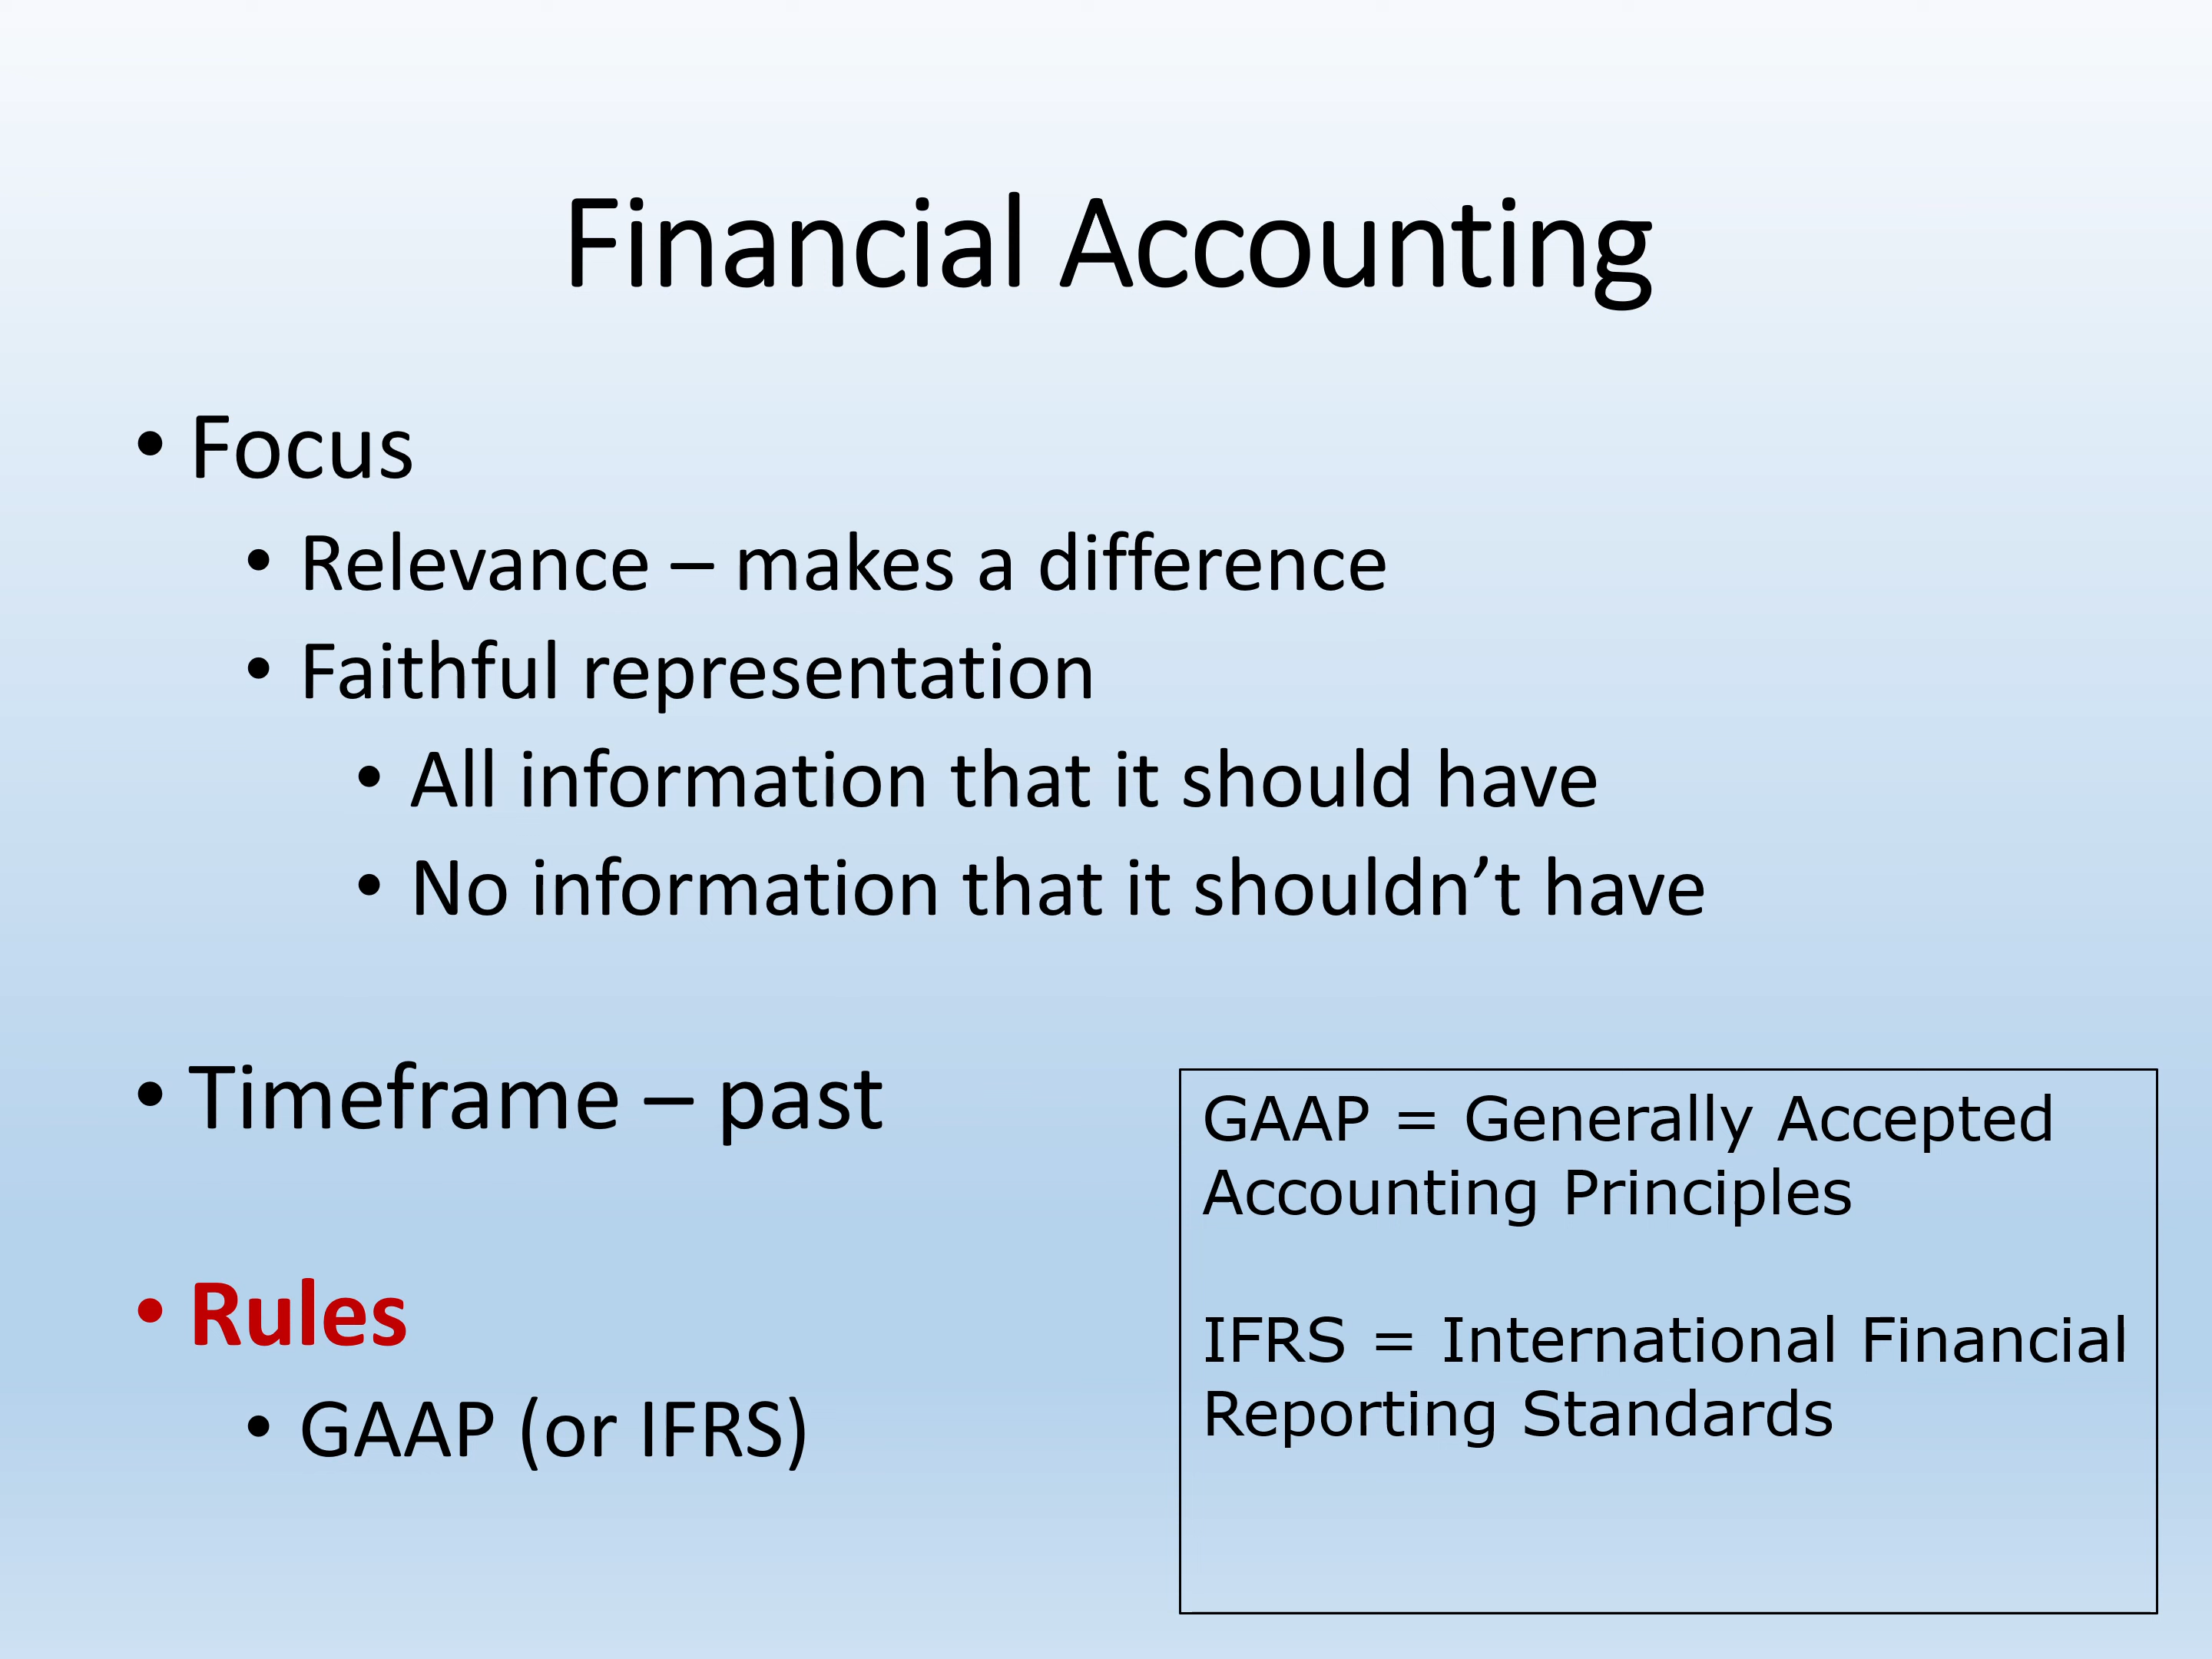 Financial Accounting
• Focus
• Relevance – makes a difference
• Faithful representation
• All information that it should have
• No information that it shouldn’t have
• Timeframe – past
• Rules
• GAAP (or IFRS)
GAAP = Generally Accepted
Accounting Principles
IFRS = International Financial
Reporting Standards